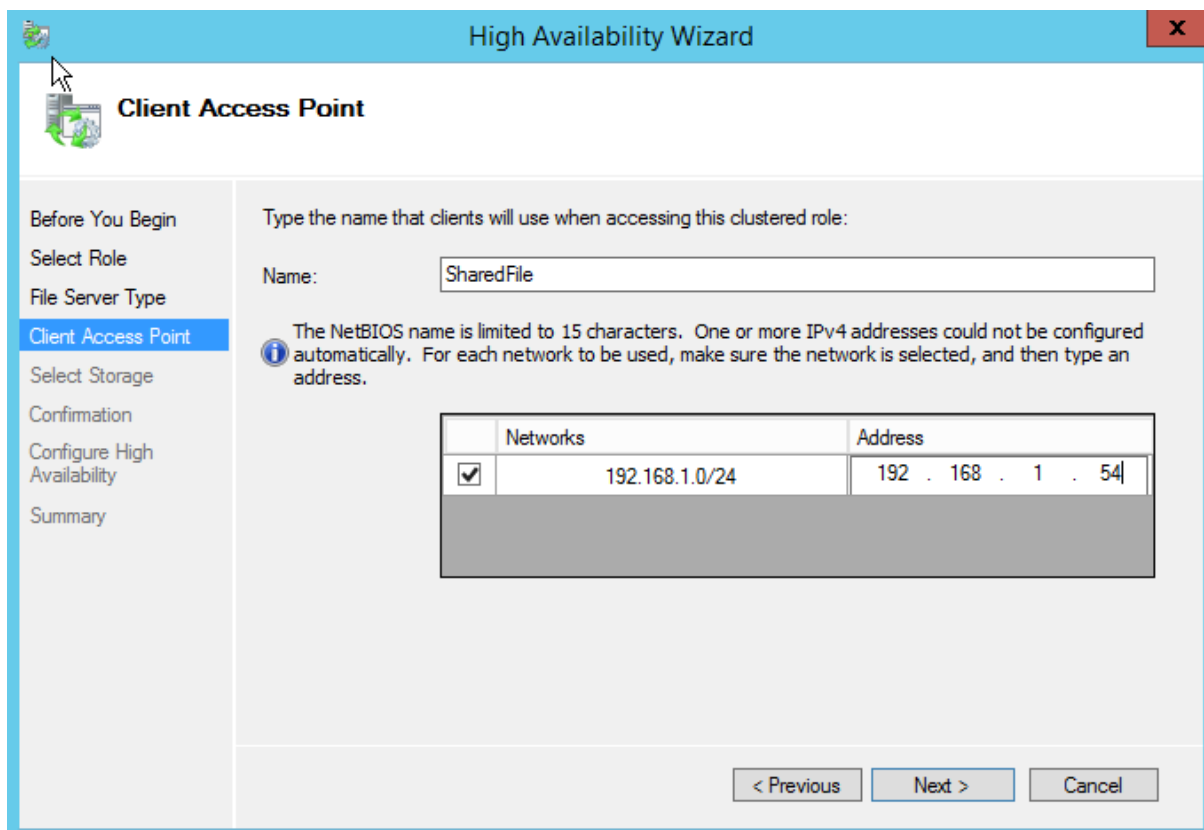 High Availability Wizard
x
Client Access Point
Before You Begin
Select Role
File Server Type
Client Access Point
Select Storage
Confirmation
Configure High
Availability
Summary
Type the name that clients will use when accessing this clustered role:
Name: SharedFile
The NetBIOS name is limited to 15 characters. One or more IPv4 addresses could not be configured
automatically. For each network to be used, make sure the network is selected, and then type an
address.
Networks Address
192.168.1.0/24 192 . 168 . 1 . 54
< Previous Next > Cancel